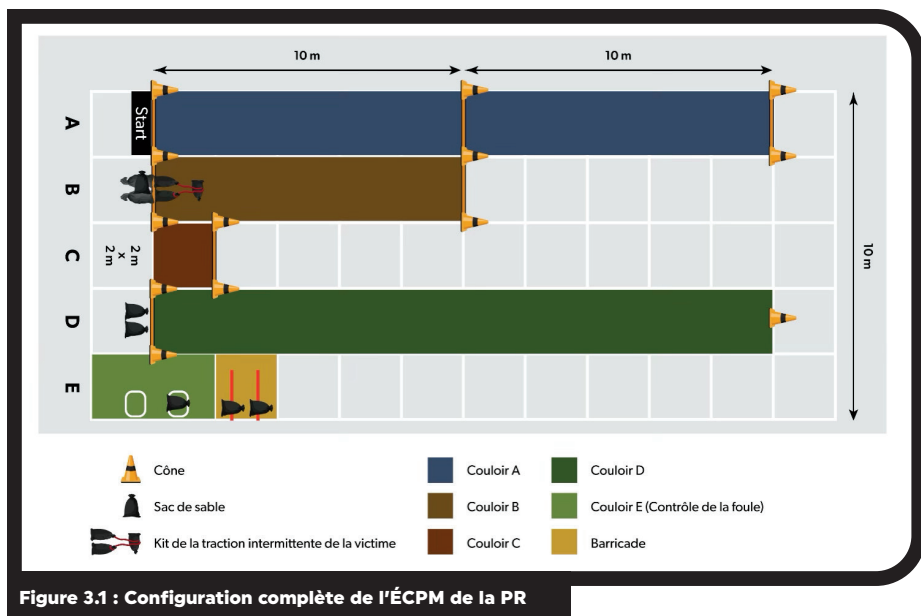 10 m
10 m
Start
A
B
C
D
E
2 m
x
2 m
10 m
Cône
Sac de sable
Kit de la traction intermittente de la victime
Couloir A
Couloir B
Couloir C
Couloir D
Couloir E (Contrôle de la foule)
Barricade
Figure 3.1 : Configuration complète de l'ÉCPM de la PR